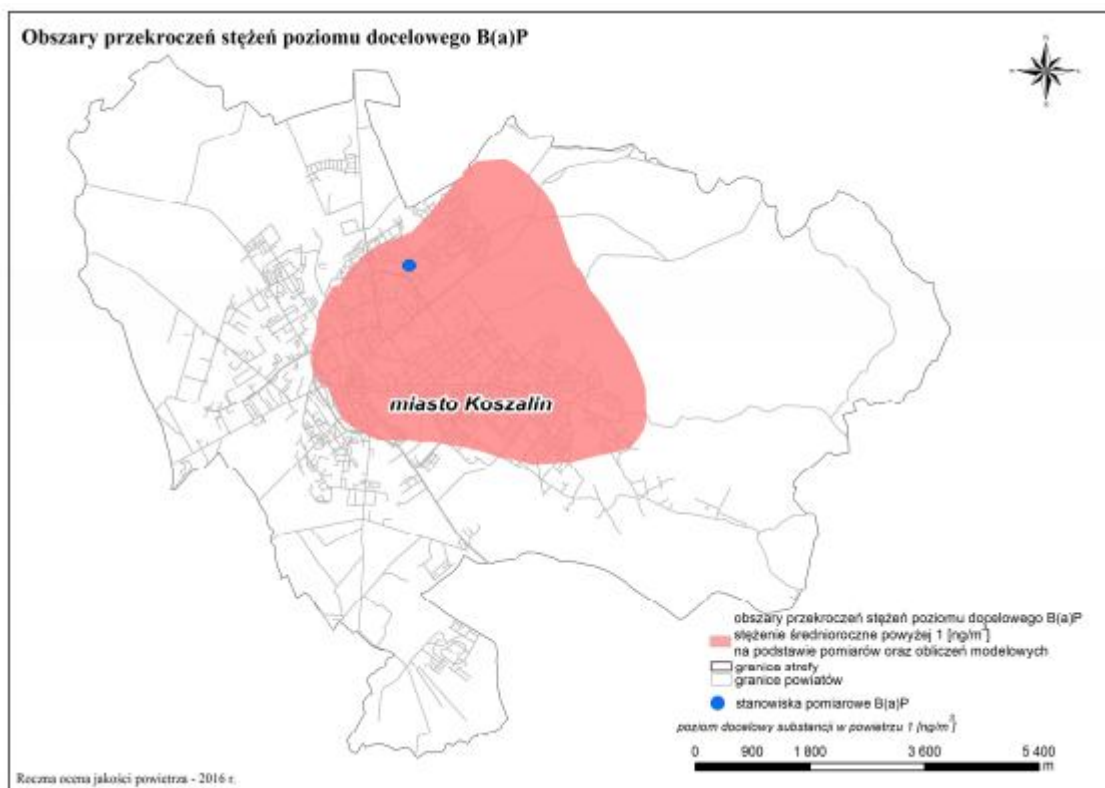 Obszary przekroczeń stężeń poziomu docelowego B(a)P
miasto Koszalin
obszary przekroczeń stężeń poziomu docelowego B(a)P
stężenie średnioroczne powyżej 1 [ng/m³]
na podstawie pomiarów oraz obliczeń modelowych
granice strefy
granice powiatów
stanowiska pomiarowe B(a)P
poziom docelowy substancji w powietrzu 1 [ng/m³]
0 900 1 800 3 600 5 400
m
Roczna ocena jakości powietrza - 2016 r.